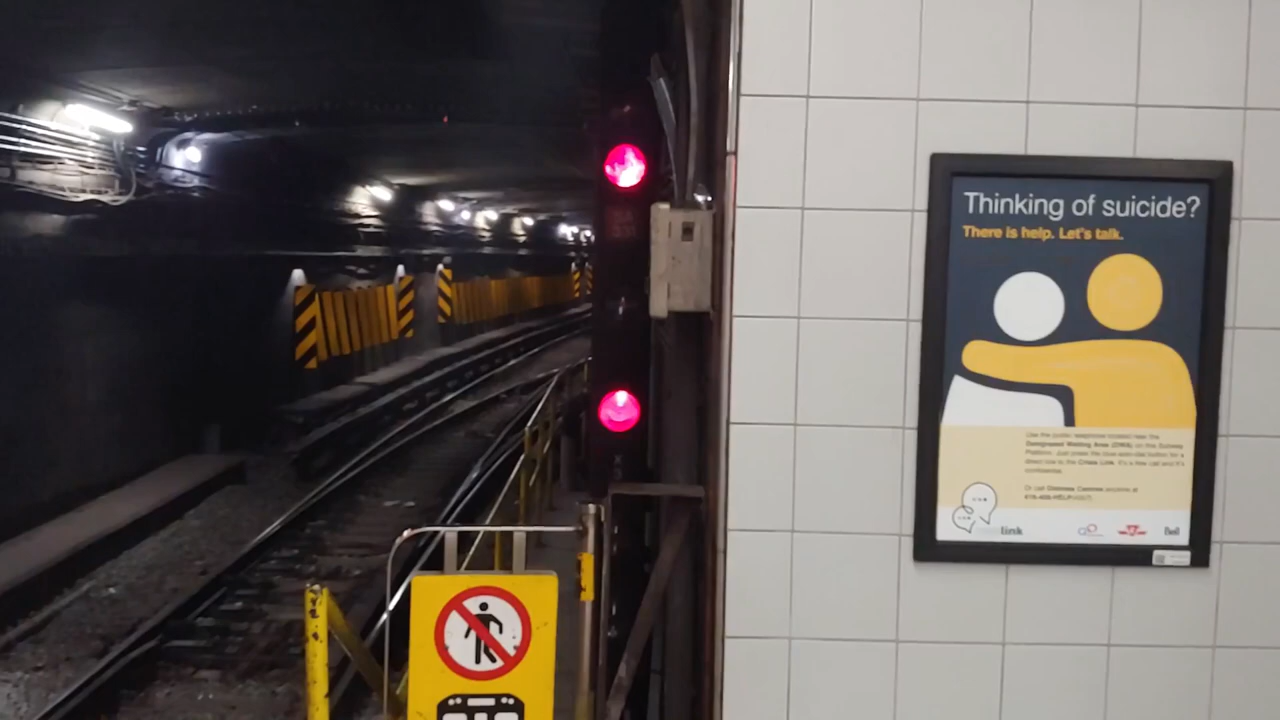 Thinking of suicide?
There is help. Let's talk.
Use the public telephone located near the
Designated Waiting Area (DWA) on the Subway
Platform. Just press the blue auto-dial button for a
direct line to the Crisis Link. It's a free call and it's
confidential.
Or call Distress Centres anytime at
416-408-HELP
link
Bell